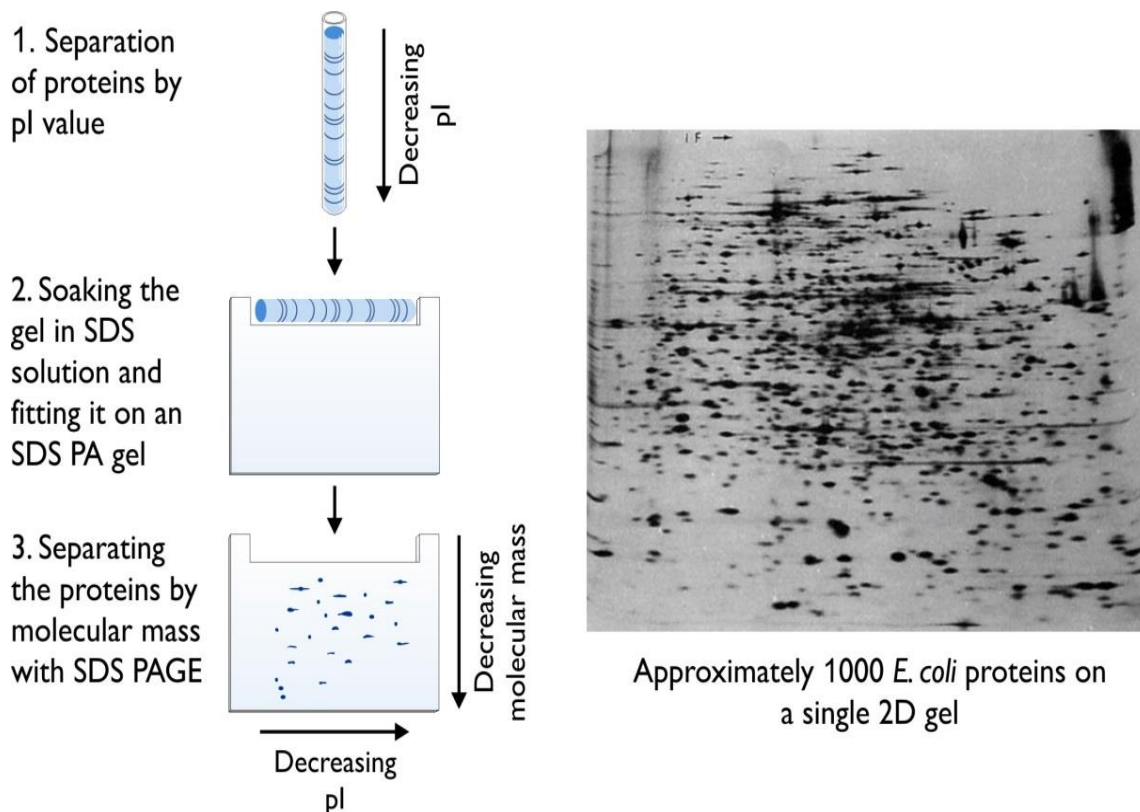 1. Separation
of proteins by
pI value
Decreasing
pI
2. Soaking the
gel in SDS
solution and
fitting it on an
SDS PA gel
3. Separating
the proteins by
molecular mass
with SDS PAGE
Decreasing
molecular mass
Decreasing
pI
IF →
Approximately 1000 E. coli proteins on
a single 2D gel